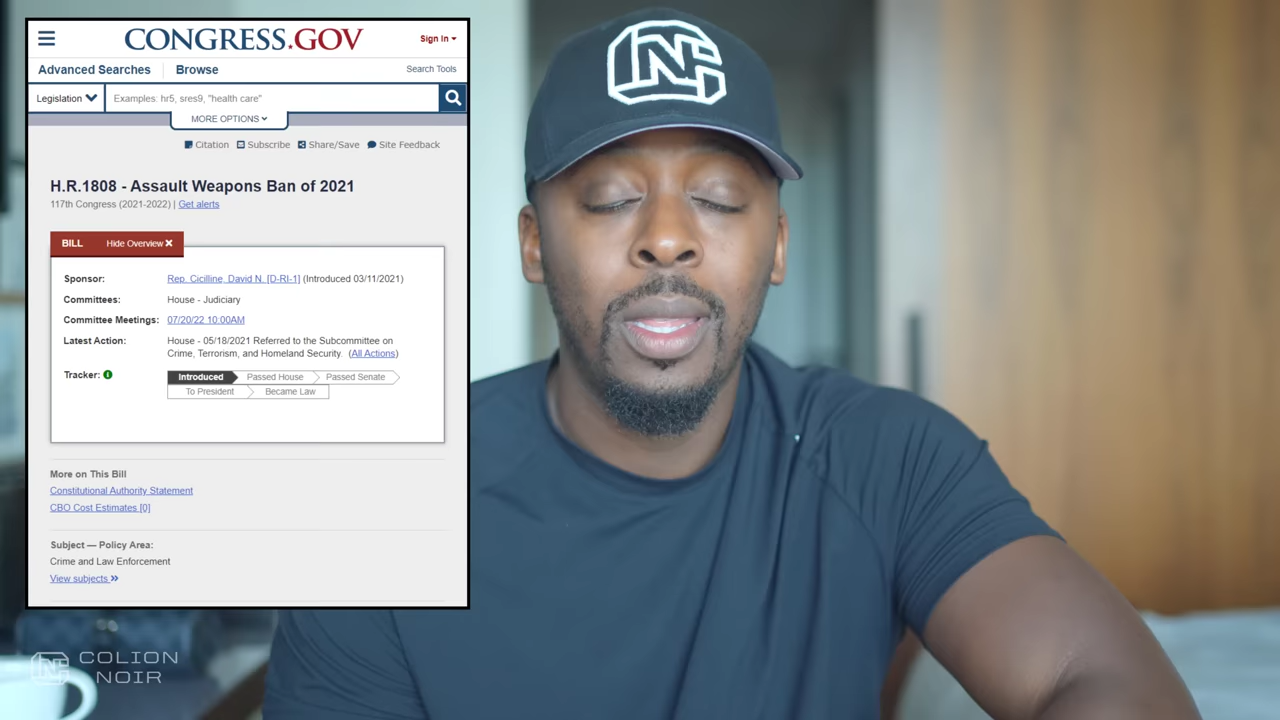 CONGRESS.GOV
Sign In
Advanced Searches
Browse
Search Tools
Legislation
Examples: hr5, sres9, "health care"
MORE OPTIONS
Citation
Subscribe
Share/Save
Site Feedback
H.R.1808 - Assault Weapons Ban of 2021
117th Congress (2021-2022) | Get alerts
BILL
Hide Overview
Sponsor: Rep. Cicilline, David N. [D-RI-1] (Introduced 03/11/2021)
Committees: House - Judiciary
Committee Meetings: 07/20/22 10:00AM
Latest Action: House - 05/18/2021 Referred to the Subcommittee on
Crime, Terrorism, and Homeland Security. (All Actions)
Tracker:
Introduced
Passed House
Passed Senate
To President
Became Law
More on This Bill
Constitutional Authority Statement
CBO Cost Estimates [0]
Subject — Policy Area:
Crime and Law Enforcement
View subjects
COLION
NOIR